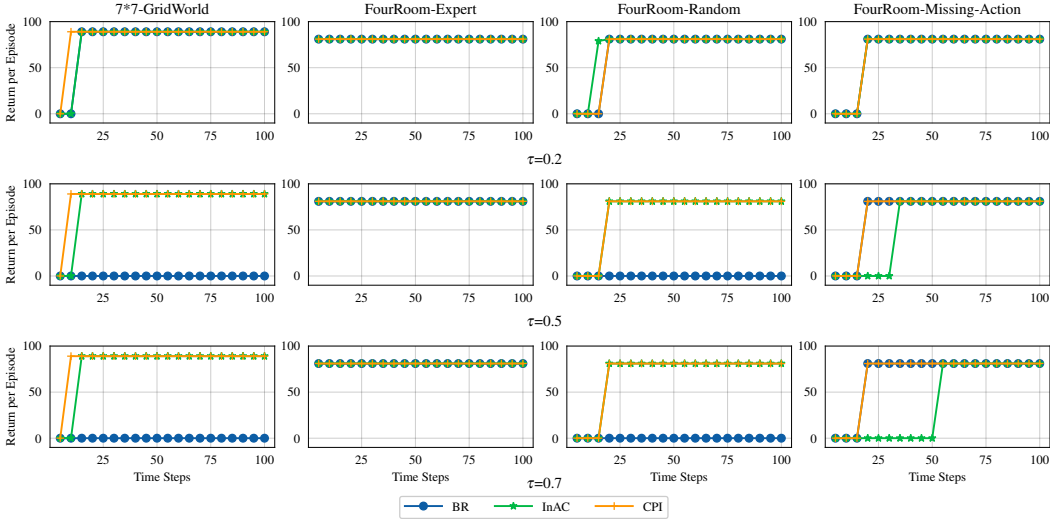 7*7-GridWorld FourRoom-Expert FourRoom-Random FourRoom-Missing-Action
100 100 100 100
Return per Episode
50 50 50 50
0 0 0 0
25 50 75 100 25 50 75 100 25 50 75 100 25 50 75 100
τ=0.2
100 100 100 100
Return per Episode
50 50 50 50
0 0 0 0
25 50 75 100 25 50 75 100 25 50 75 100 25 50 75 100
τ=0.5
100 100 100 100
Return per Episode
50 50 50 50
0 0 0 0
25 50 75 100 25 50 75 100 25 50 75 100 25 50 75 100
Time Steps Time Steps Time Steps Time Steps
τ=0.7
BR InAC CPI